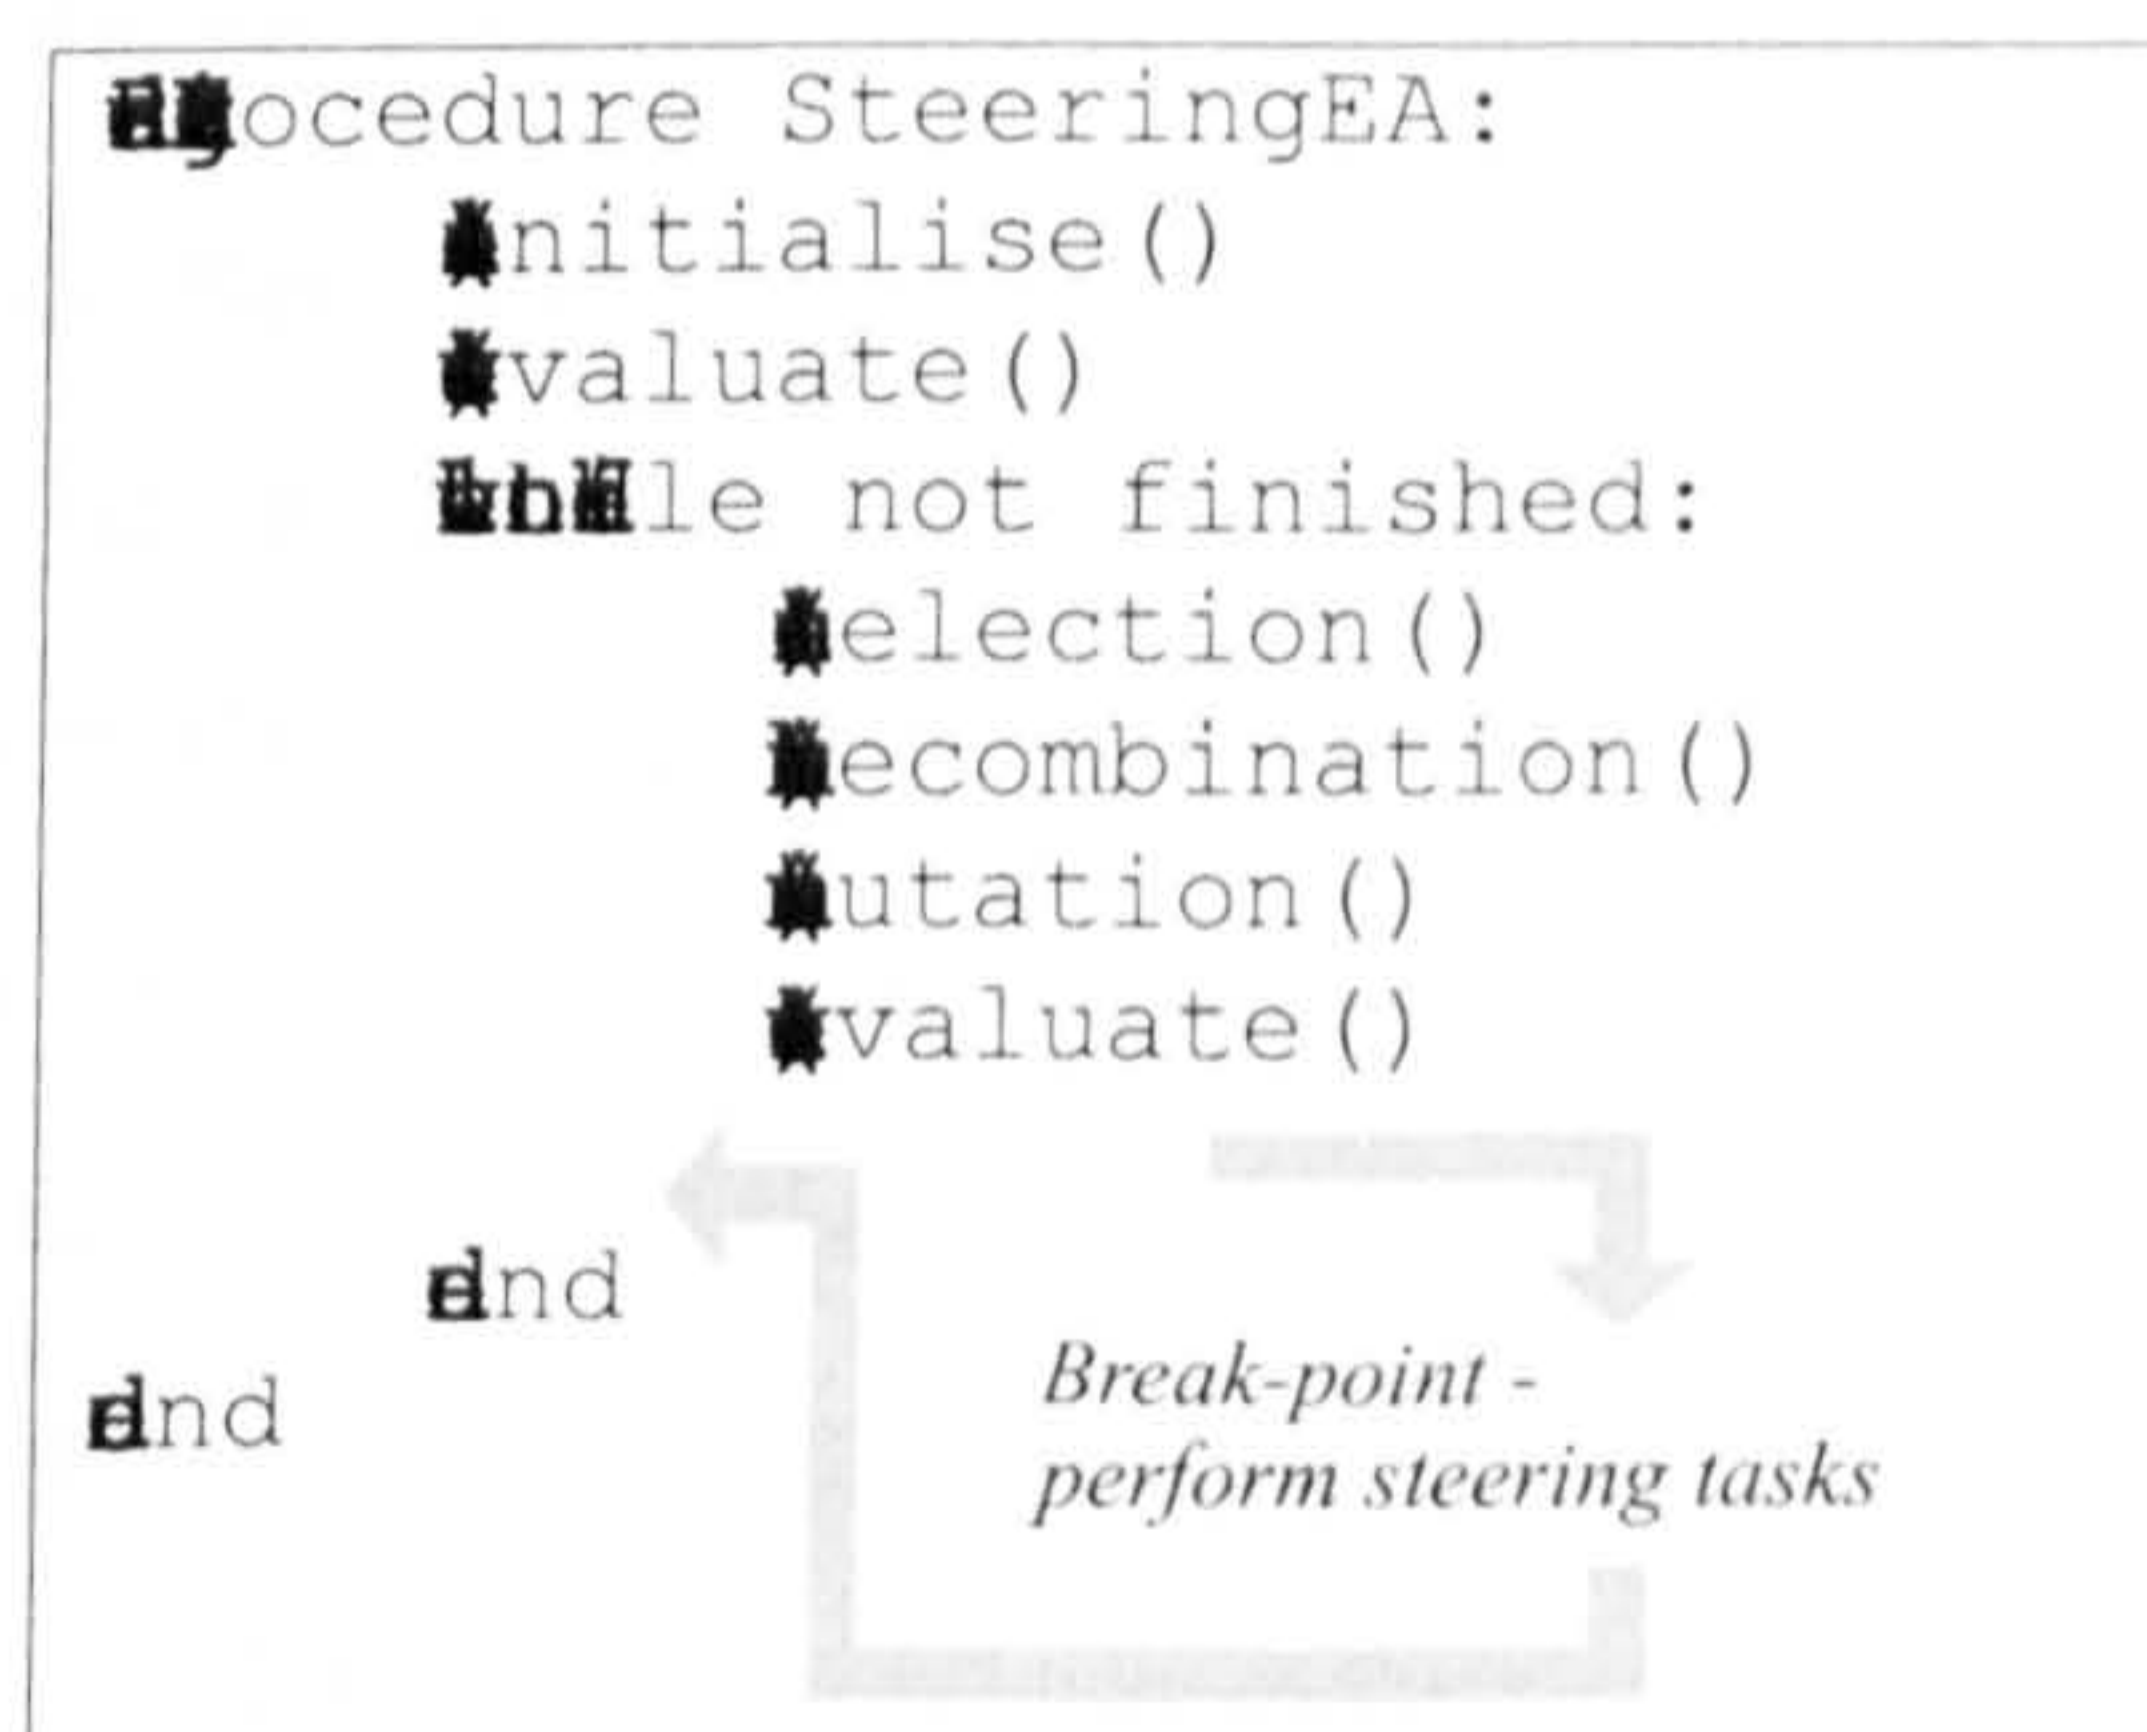 procedure SteeringEA:
initialise()
evaluate()
while not finished:
selection()
recombination()
mutation()
evaluate()
end
end
Break-point -
perform steering tasks